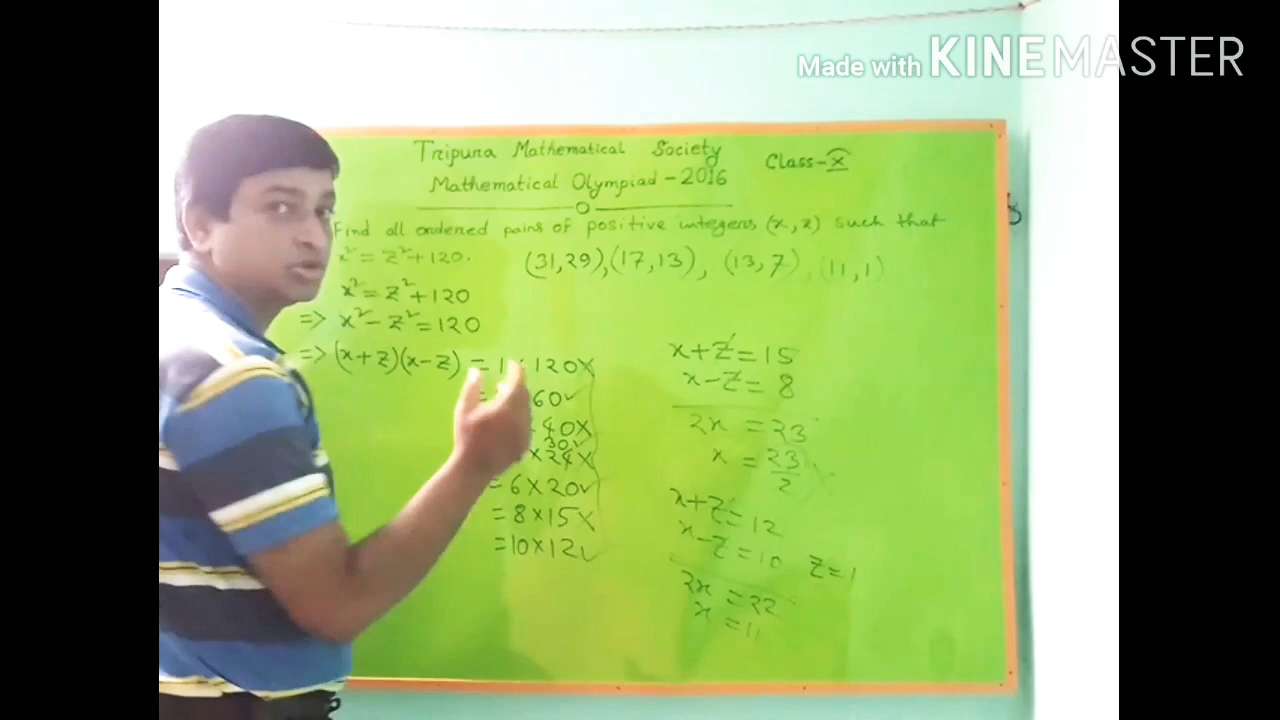 Made with KINEMASTER
Tripura Mathematical Society Class-X
Mathematical Olympiad - 2016
Find all ordered pairs of positive integers, (x, z) such that
x² = z² + 120. (31,29), (17,13), (13,7), (11,1)
x² = z² + 120
=> x² - z² = 120
=> (x+z)(x-z) = 1 120 X
= 60 ✓
40 X
30 ✓
× 24 X
= 6 × 20 ✓
= 8 × 15 X
= 10 × 12 ✓
x + z = 15
x - z = 8
2x = 23
x = 23/2 X
x + z = 12
x - z = 10 z = 1
2x = 22
x = 11